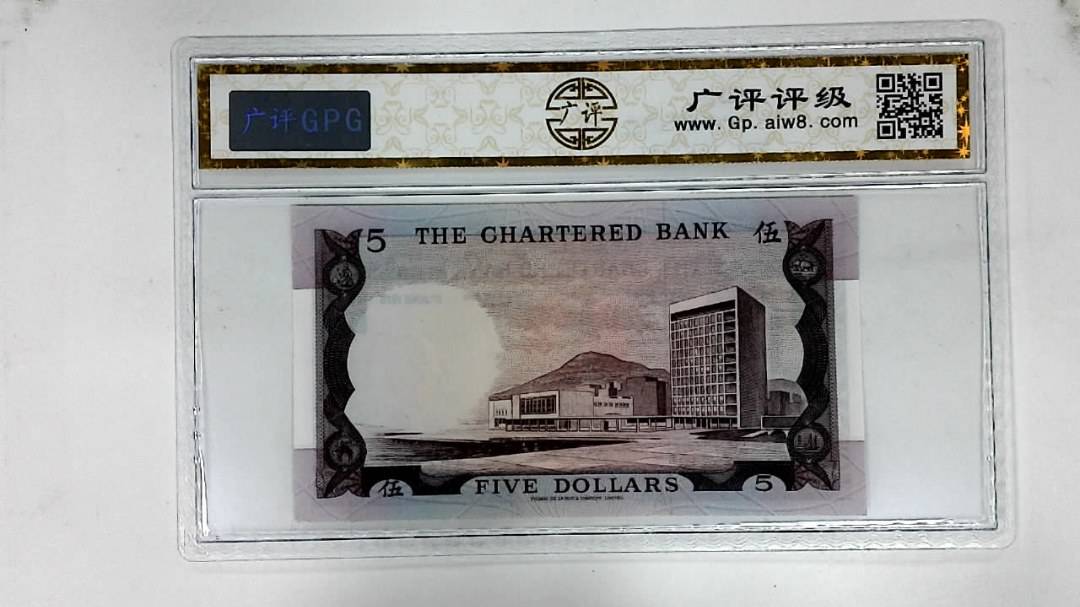 广评GPG
广评
广评评级
www. Gp. aiw8. com
5 THE CHARTERED BANK 伍
伍 FIVE DOLLARS 5